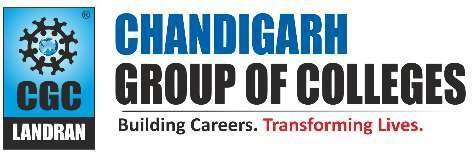 ®
CGC
LANDRAN
CHANDIGARH
GROUP OF COLLEGES
Building Careers. Transforming Lives.